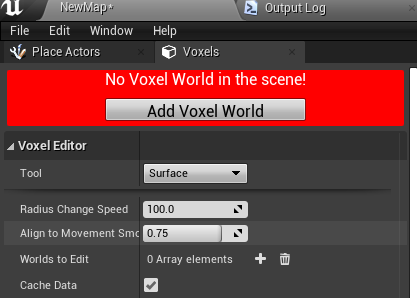 NewMap*
Output Log
File Edit Window Help
Place Actors
Voxels
No Voxel World in the scene!
Add Voxel World
Voxel Editor
Tool Surface
Radius Change Speed 100.0
Align to Movement Smo 0.75
Worlds to Edit 0 Array elements
Cache Data